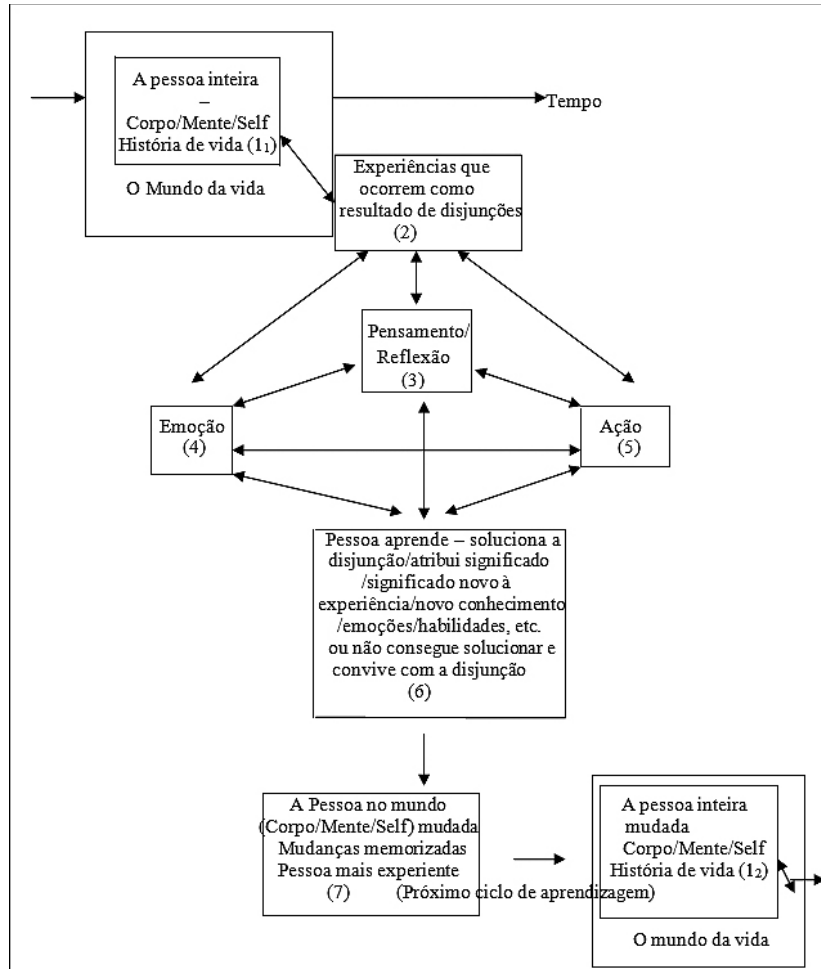 A pessoa inteira
–
Corpo/Mente/Self
História de vida (1₁)
O Mundo da vida
Tempo
Experiências que
ocorrem como
resultado de disjunções
(2)
Pensamento/
Reflexão
(3)
Emoção
(4)
Ação
(5)
Pessoa aprende – soluciona a
disjunção/atribui significado
/significado novo à
experiência/novo conhecimento
/emoções/habilidades, etc.
ou não consegue solucionar e
convive com a disjunção
(6)
A Pessoa no mundo
(Corpo/Mente/Self) mudada
Mudanças memorizadas
Pessoa mais experiente
(7) (Próximo ciclo de aprendizagem)
A pessoa inteira
mudada
Corpo/Mente/Self
História de vida (1₂)
O mundo da vida